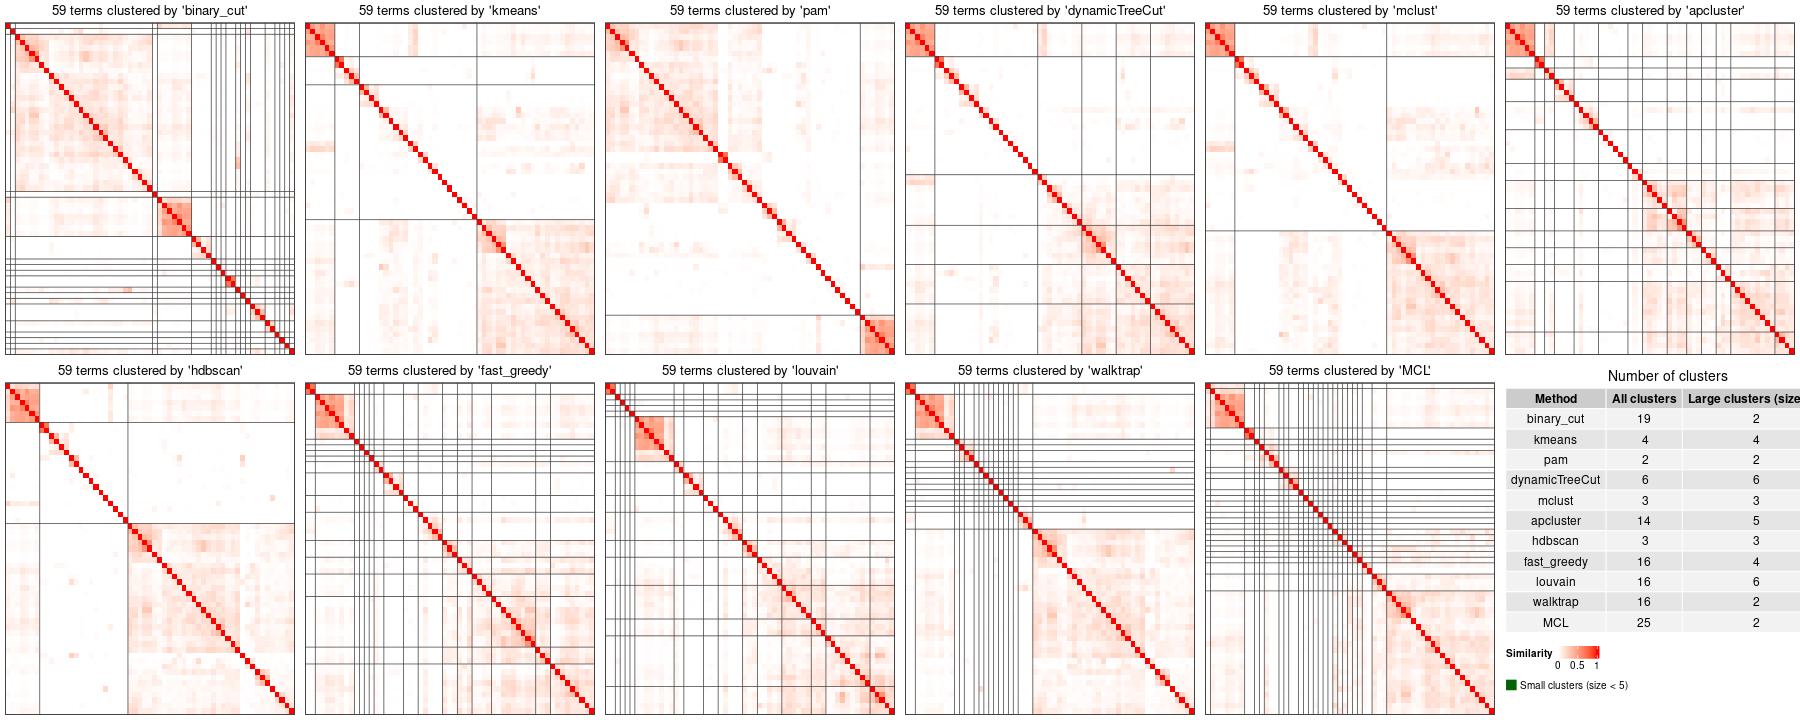 59 terms clustered by 'binary_cut'
59 terms clustered by 'kmeans'
59 terms clustered by 'pam'
59 terms clustered by 'dynamicTreeCut'
59 terms clustered by 'mclust'
59 terms clustered by 'apcluster'
59 terms clustered by 'hdbscan'
59 terms clustered by 'fast_greedy'
59 terms clustered by 'louvain'
59 terms clustered by 'walktrap'
59 terms clustered by 'MCL'
Number of clusters
Method All clusters Large clusters (size
binary_cut 19 2
kmeans 4 4
pam 2 2
dynamicTreeCut 6 6
mclust 3 3
apcluster 14 5
hdbscan 3 3
fast_greedy 16 4
louvain 16 6
walktrap 16 2
MCL 25 2
Similarity
0 0.5 1
Small clusters (size < 5)